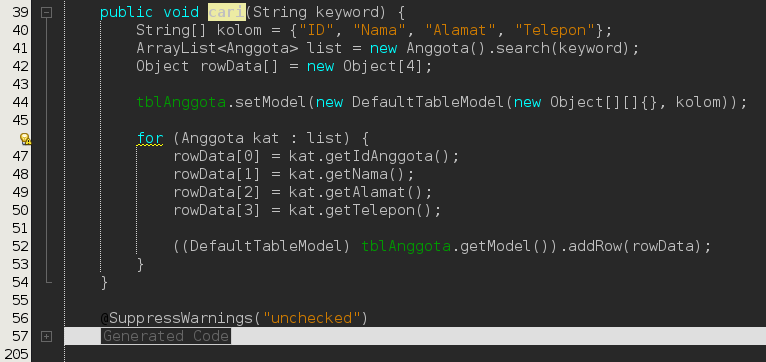 39 public void cari(String keyword) {
40 String[] kolom = {"ID", "Nama", "Alamat", "Telepon"};
41 ArrayList<Anggota> list = new Anggota().search(keyword);
42 Object rowData[] = new Object[4];
43
44 tblAnggota.setModel(new DefaultTableModel(new Object[][]{}, kolom));
45
for (Anggota kat : list) {
47 rowData[0] = kat.getIdAnggota();
48 rowData[1] = kat.getNama();
49 rowData[2] = kat.getAlamat();
50 rowData[3] = kat.getTelepon();
51
52 ((DefaultTableModel) tblAnggota.getModel()).addRow(rowData);
53 }
54 }
55
56 @SuppressWarnings("unchecked")
57 Generated Code
205